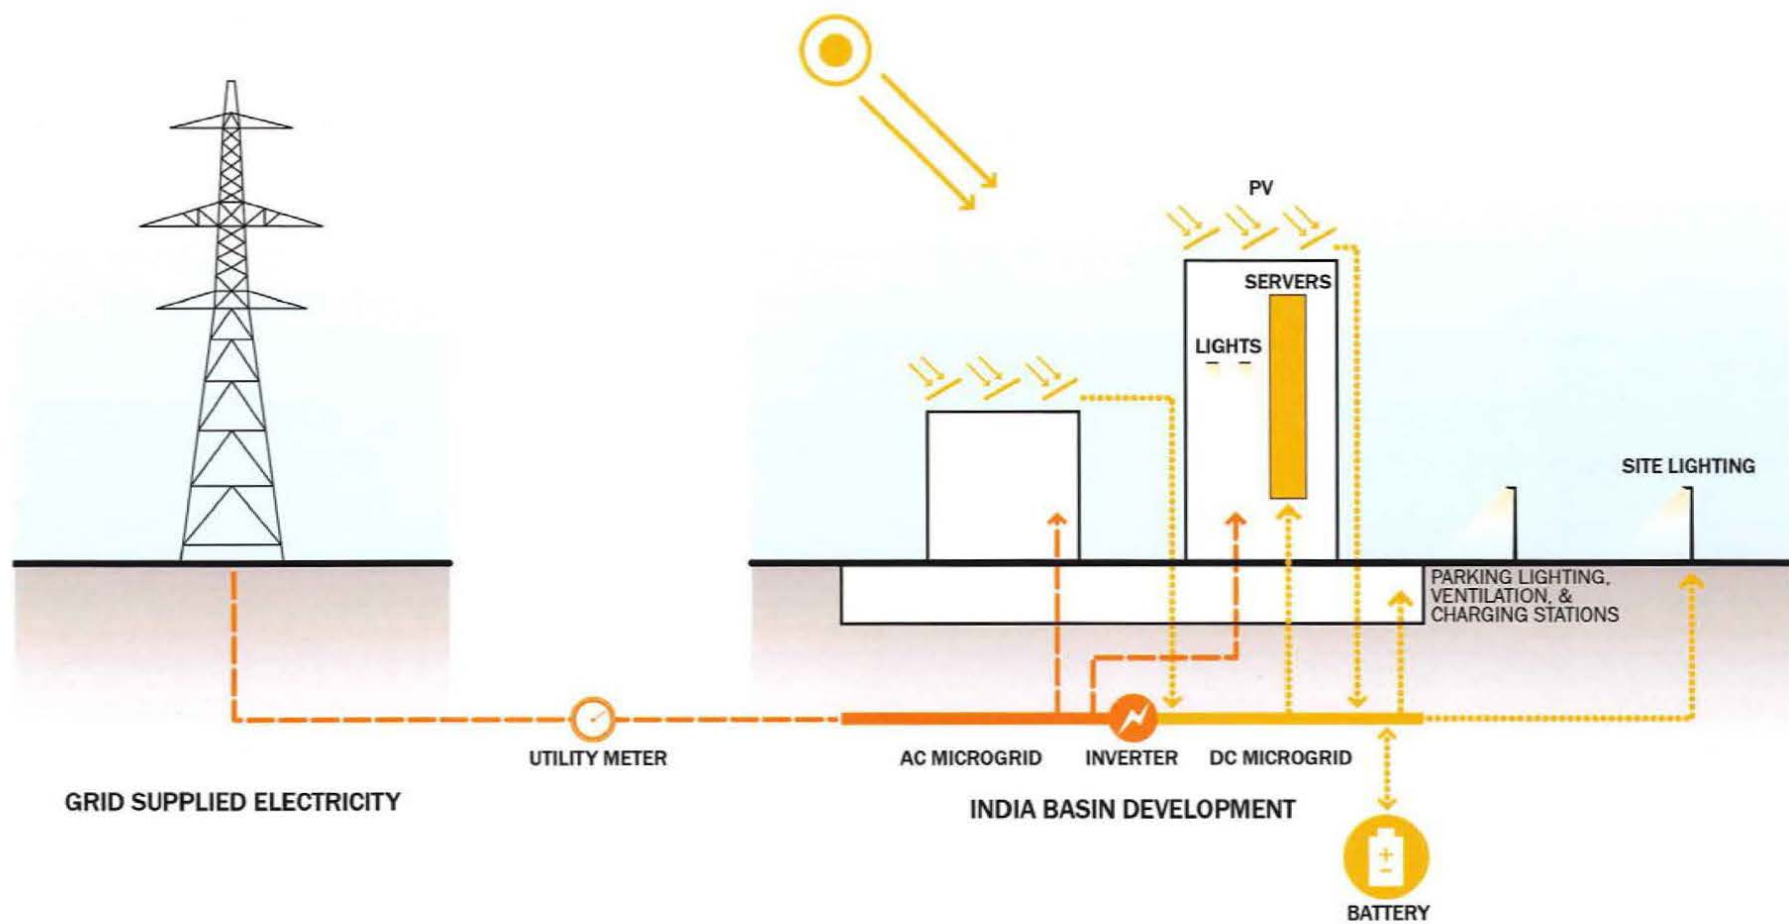 PV
SERVERS
LIGHTS
SITE LIGHTING
PARKING LIGHTING,
VENTILATION, &
CHARGING STATIONS
UTILITY METER
AC MICROGRID
INVERTER
DC MICROGRID
GRID SUPPLIED ELECTRICITY
INDIA BASIN DEVELOPMENT
+
-
BATTERY